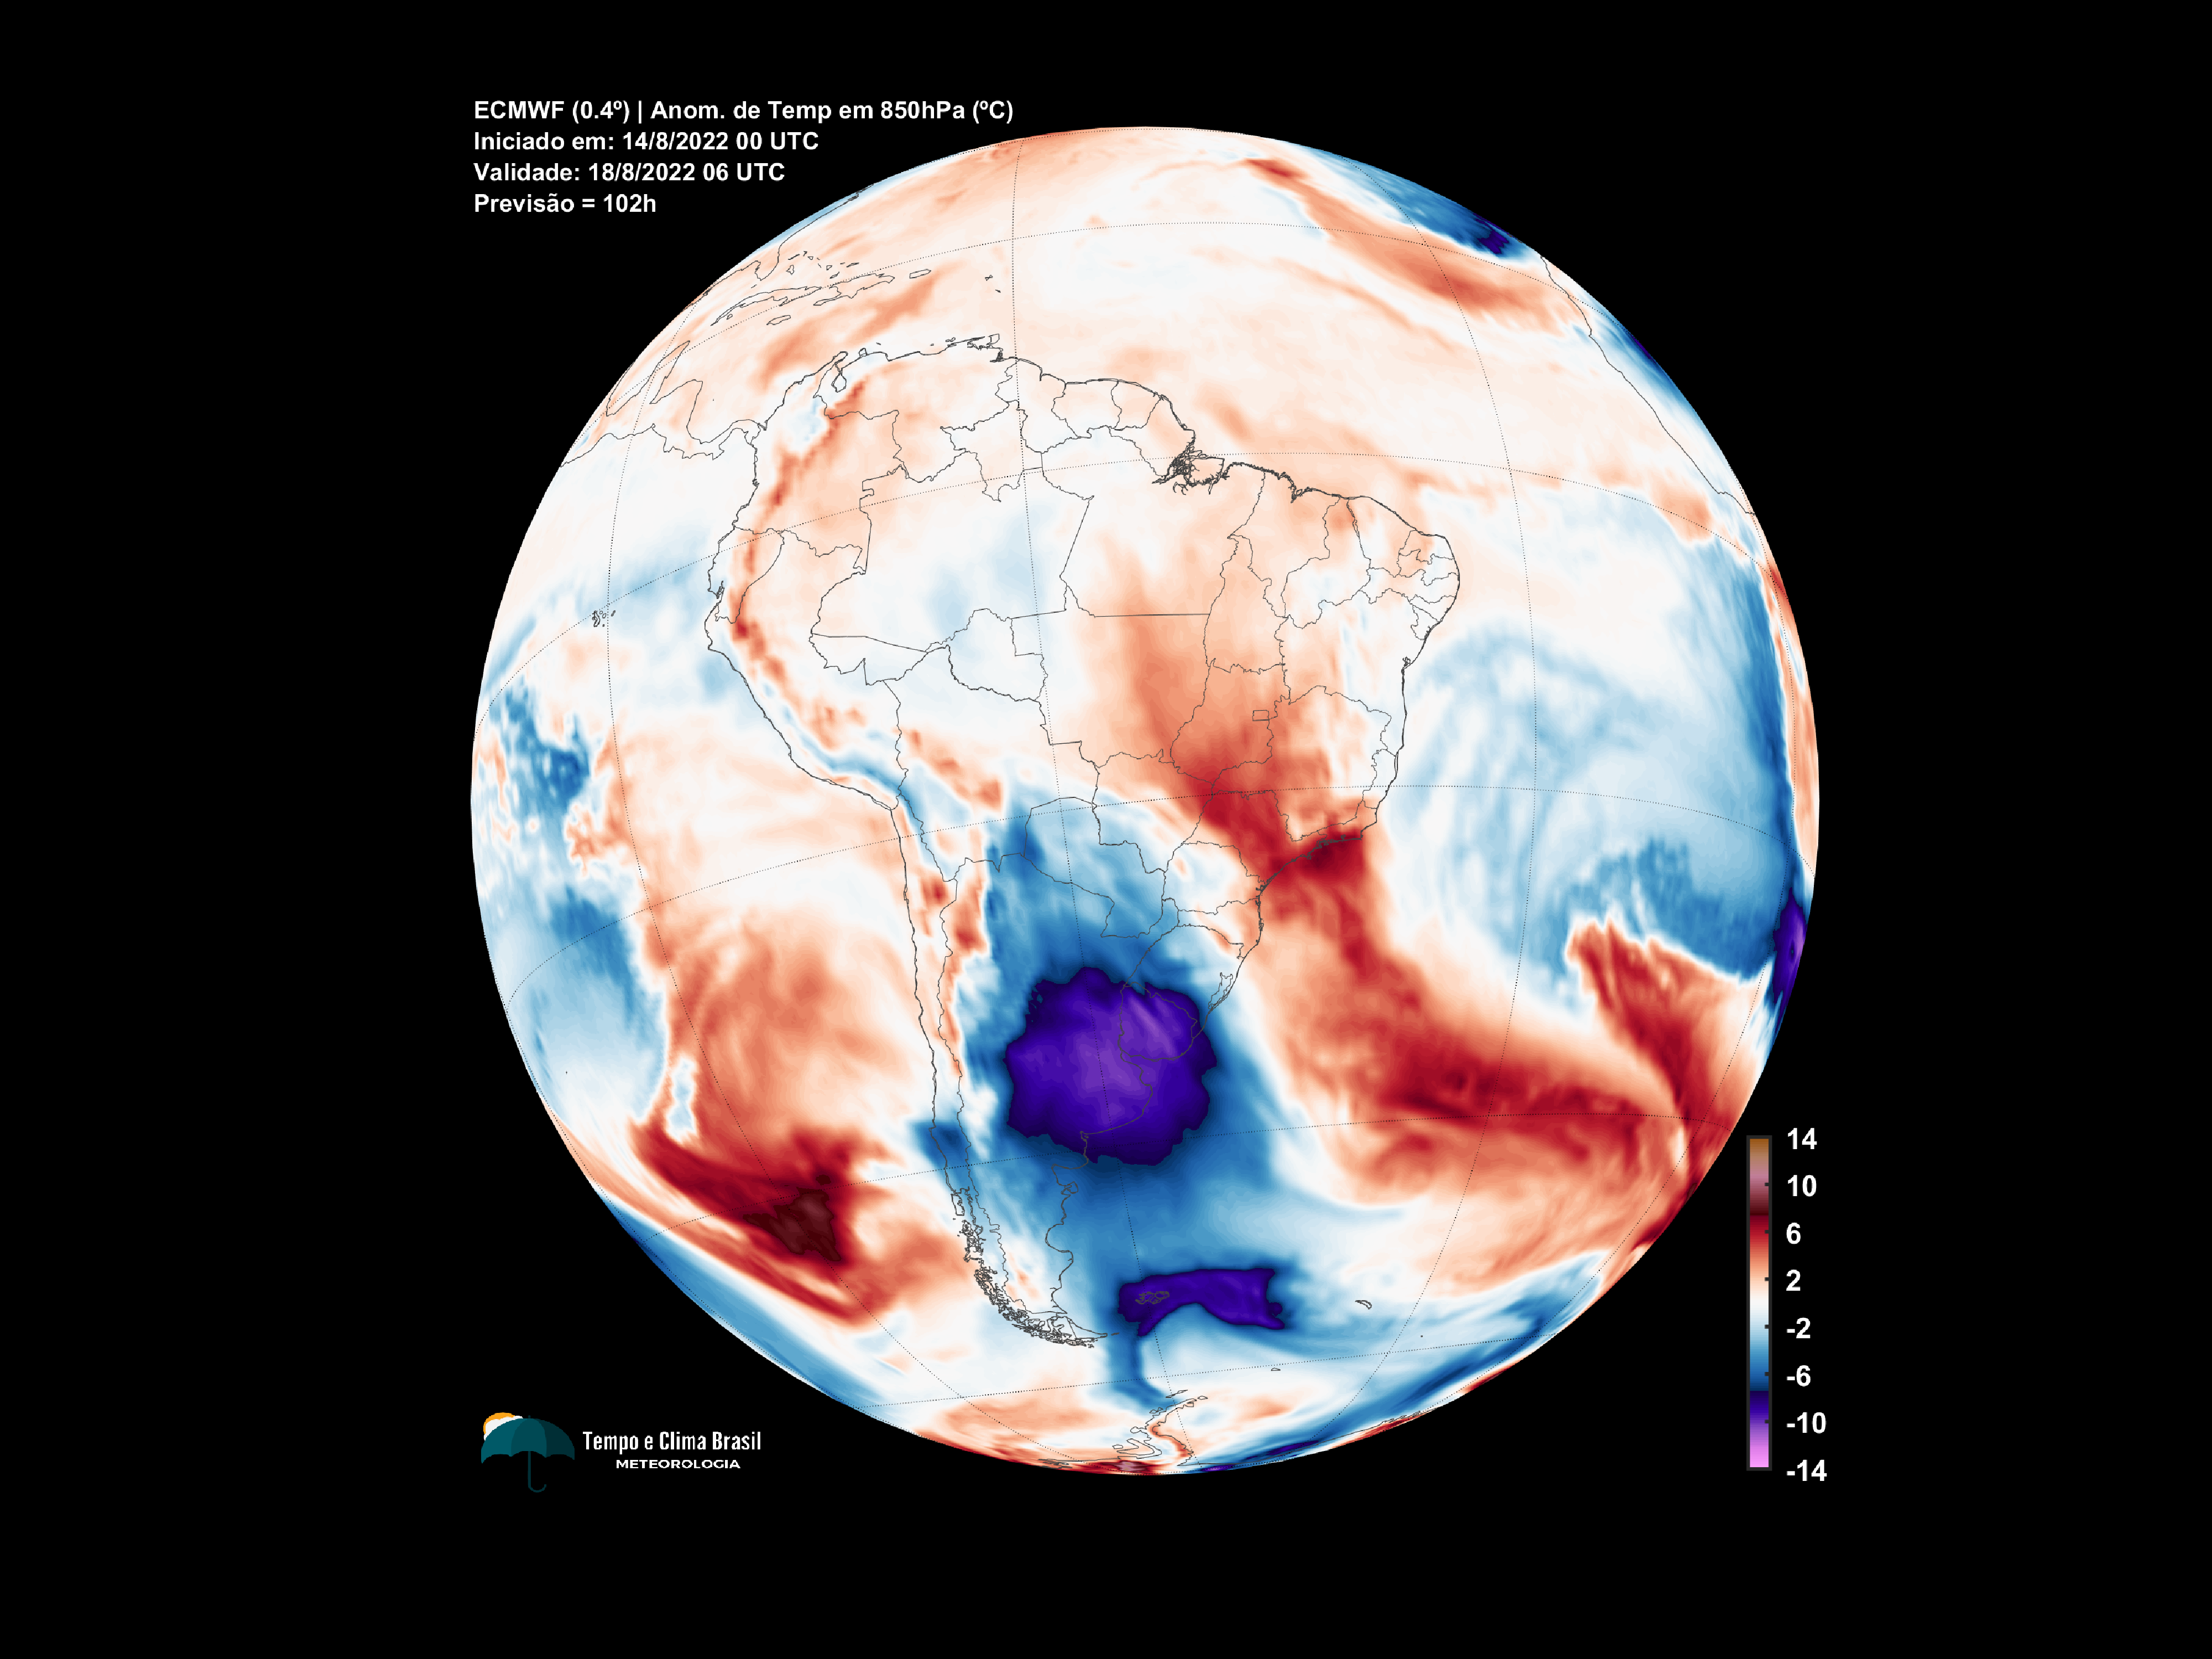 ECMWF (0.4º) | Anom. de Temp em 850hPa (ºC)
Iniciado em: 14/8/2022 00 UTC
Validade: 18/8/2022 06 UTC
Previsão = 102h
14
10
6
2
-2
-6
-10
-14
Tempo e Clima Brasil
METEOROLOGIA